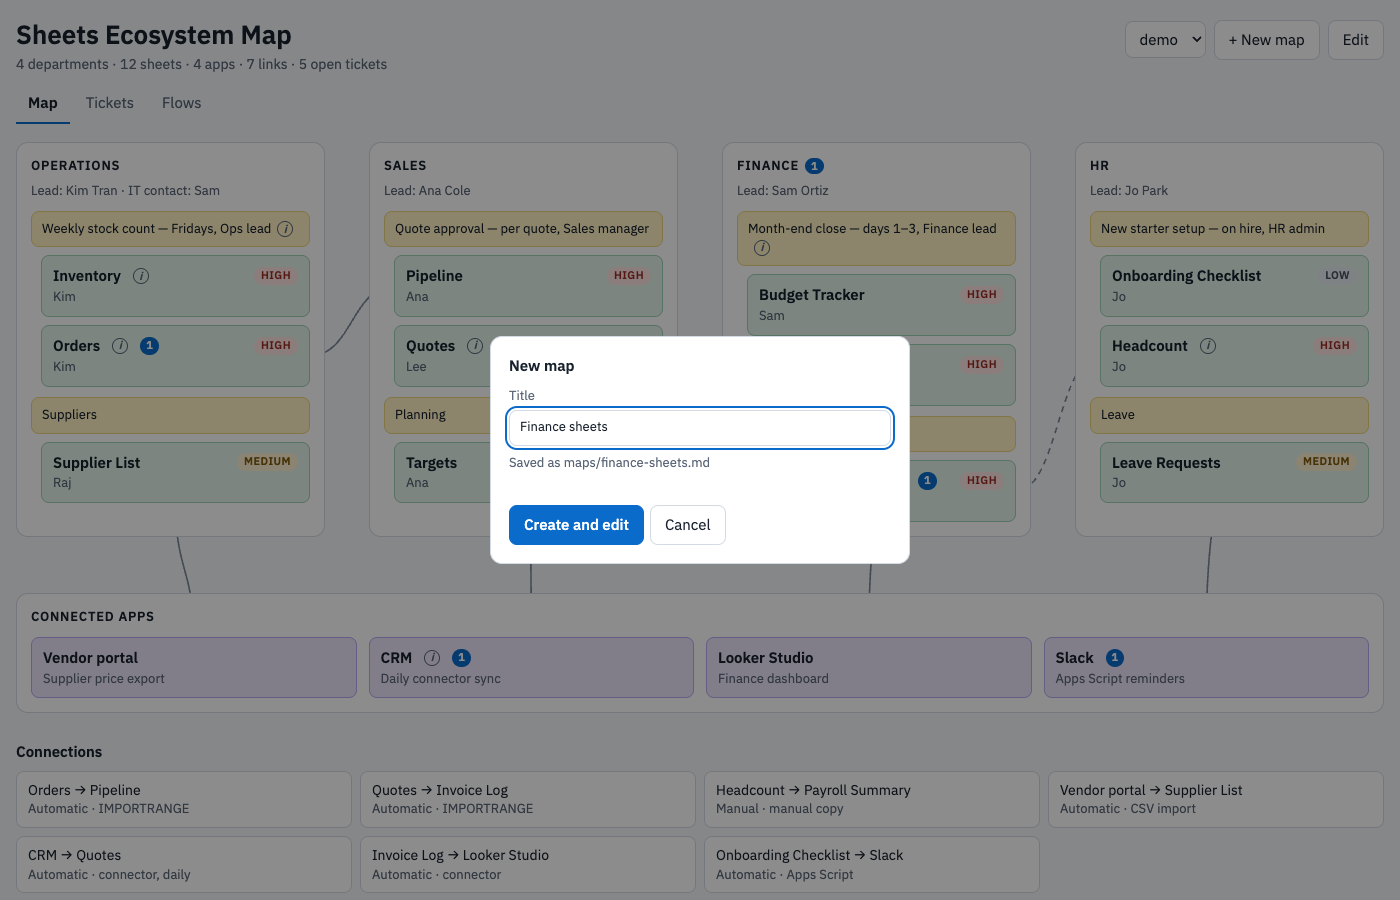 Sheets Ecosystem Map
4 departments · 12 sheets · 4 apps · 7 links · 5 open tickets
demo
+ New map
Edit
Map
Tickets
Flows
OPERATIONS
Lead: Kim Tran · IT contact: Sam
Weekly stock count — Fridays, Ops lead i
Inventory i HIGH
Kim
Orders i 1 HIGH
Kim
Suppliers
Supplier List MEDIUM
Raj
SALES
Lead: Ana Cole
Quote approval — per quote, Sales manager
Pipeline HIGH
Ana
Quotes i
Lee
Planning
Targets
Ana
FINANCE 1
Lead: Sam Ortiz
Month-end close — days 1–3, Finance lead
i
Budget Tracker HIGH
Sam
HIGH
1 HIGH
HR
Lead: Jo Park
New starter setup — on hire, HR admin
Onboarding Checklist LOW
Jo
Headcount i HIGH
Jo
Leave
Leave Requests MEDIUM
Jo
New map
Title
Finance sheets
Saved as maps/finance-sheets.md
Create and edit
Cancel
CONNECTED APPS
Vendor portal
Supplier price export
CRM i 1
Daily connector sync
Looker Studio
Finance dashboard
Slack 1
Apps Script reminders
Connections
Orders → Pipeline
Automatic · IMPORTRANGE
Quotes → Invoice Log
Automatic · IMPORTRANGE
Headcount → Payroll Summary
Manual · manual copy
Vendor portal → Supplier List
Automatic · CSV import
CRM → Quotes
Automatic · connector, daily
Invoice Log → Looker Studio
Automatic · connector
Onboarding Checklist → Slack
Automatic · Apps Script